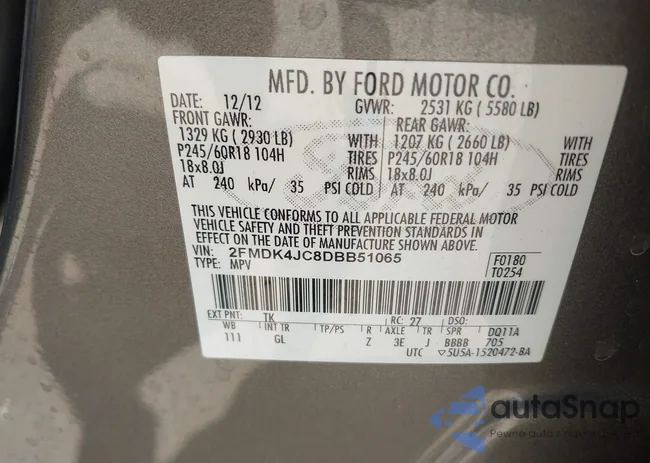 MFD. BY FORD MOTOR CO.
DATE: 12/12 GVWR: 2531 KG ( 5580 LB)
FRONT GAWR: REAR GAWR:
1329 KG ( 2930 LB) WITH 1207 KG ( 2660 LB) WITH
P245/60R18 104H TIRES P245/60R18 104H TIRES
18x8.0J RIMS 18x8.0J RIMS
AT 240 kPa/ 35 PSI COLD AT 240 kPa/ 35 PSI COLD
THIS VEHICLE CONFORMS TO ALL APPLICABLE FEDERAL MOTOR
VEHICLE SAFETY AND THEFT PREVENTION STANDARDS IN
EFFECT ON THE DATE OF MANUFACTURE SHOWN ABOVE.
VIN: 2FMDK4JC8DBB51065 F0180
TYPE: MPV T0254
EXT PNT: TK RC: 27 DSO:
WB INT TR TP/PS R AXLE TR SPR DQ11A
111 GL Z 3E J BBBB 705
UTC 5U5A-1520472-BA
Ford
autoSnap
Pewne auto z